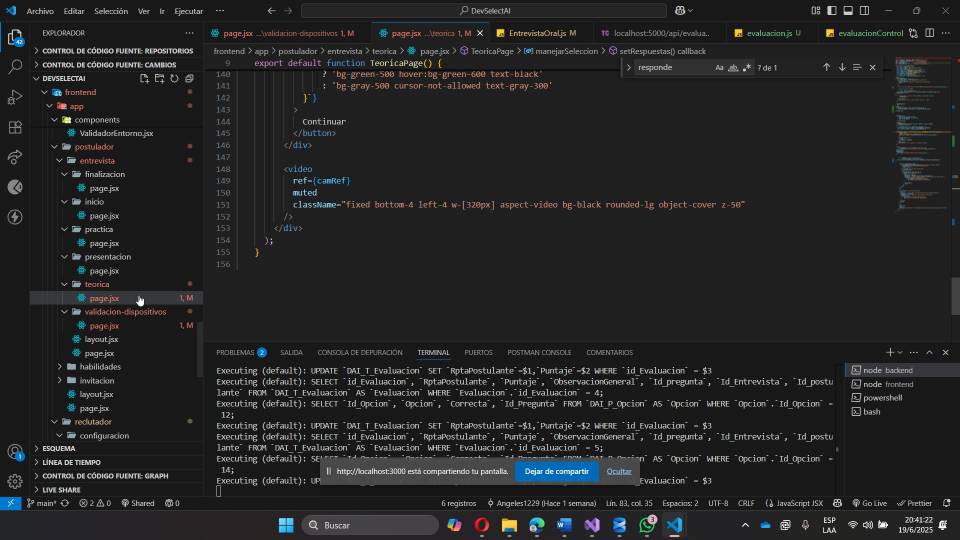 Archivo Editar Selección Ver Ir Ejecutar ···
DevSelectAI
EXPLORADOR
CONTROL DE CÓDIGO FUENTE: REPOSITORIOS
CONTROL DE CÓDIGO FUENTE: CAMBIOS
DEVSELECTAI
frontend
app
components
ValidadorEntorno.jsx
postulador
entrevista
finalizacion
page.jsx
inicio
page.jsx
practica
page.jsx
presentacion
page.jsx
teorica
page.jsx 1, M
validacion-dispositivos
page.jsx 1, M
layout.jsx
page.jsx
habilidades
invitacion
layout.jsx
page.jsx
reclutador
configuracion
ESQUEMA
LÍNEA DE TIEMPO
CONTROL DE CÓDIGO FUENTE: GRAPH
LIVE SHARE
page.jsx ...\validacion-dispositivos 1, M
page.jsx ...\teorica 1, M
EntrevistaOral.jsx M
localhost:5000/api/evalua..
evaluacion.js U
evaluacionControl
frontend > app > postulador > entrevista > teorica > page.jsx > TeoricaPage > manejarSeleccion > setRespuestas() callback
responde
Aa ab
? de 1
9 export default function TeoricaPage() {
140 ? 'bg-green-500 hover:bg-green-600 text-black'
141 : 'bg-gray-500 cursor-not-allowed text-gray-300'
142 }`}
143 >
144 Continuar
145 </button>
146 </div>
147
148 <video
149 ref={camRef}
150 muted
151 className="fixed bottom-4 left-4 w-[320px] aspect-video bg-black rounded-lg object-cover z-50"
152 />
153 </div>
154 );
155 }
156
PROBLEMAS 2 SALIDA CONSOLA DE DEPURACIÓN TERMINAL PUERTOS POSTMAN CONSOLE COMENTARIOS
Executing (default): UPDATE `DAI_T_Evaluacion` SET `RptaPostulante`=$1,`Puntaje`=$2 WHERE `id_Evaluacion` = $3
Executing (default): SELECT `id_Evaluacion`, `RptaPostulante`, `Puntaje`, `ObservacionGeneral`, `Id_pregunta`, `Id_Entrevista`, `Id_postu
lante` FROM `DAI_T_Evaluacion` AS `Evaluacion` WHERE `Evaluacion`.`id_Evaluacion` = 4;
Executing (default): SELECT `Id_Opcion`, `Opcion`, `Correcta`, `Id_Pregunta` FROM `DAI_P_Opcion` AS `Opcion` WHERE `Opcion`.`Id_Opcion` =
12;
Executing (default): UPDATE `DAI_T_Evaluacion` SET `RptaPostulante`=$1,`Puntaje`=$2 WHERE `id_Evaluacion` = $3
Executing (default): SELECT `id_Evaluacion`, `RptaPostulante`, `Puntaje`, `ObservacionGeneral`, `Id_pregunta`, `Id_Entrevista`, `Id_postu
lante` FROM `DAI_T_Evaluacion` AS `Evaluacion` WHERE `Evaluacion`.`id_Evaluacion` = 5;
Executing (default): SELECT `Id_Opcion`, `Opcion`, `Correcta`, `Id_Pregunta` FROM `DAI_P_Opcion` AS `Opcion` WHERE `Opcion`.`Id_Opcion` =
14;
Executing (default): UPDATE
id_Evaluacion` = $3
node backend
node frontend
powershell
bash
http://localhost:3000 está compartiendo tu pantalla. Dejar de compartir Ocultar
main* Shared 2 0 0 6 registros Angeles1229 (Hace 1 semana) Lín. 83, col. 35 Espacios: 2 UTF-8 CRLF JavaScript JSX Go Live Prettier
Buscar
ESP
LAA
20:41:22
19/6/2025